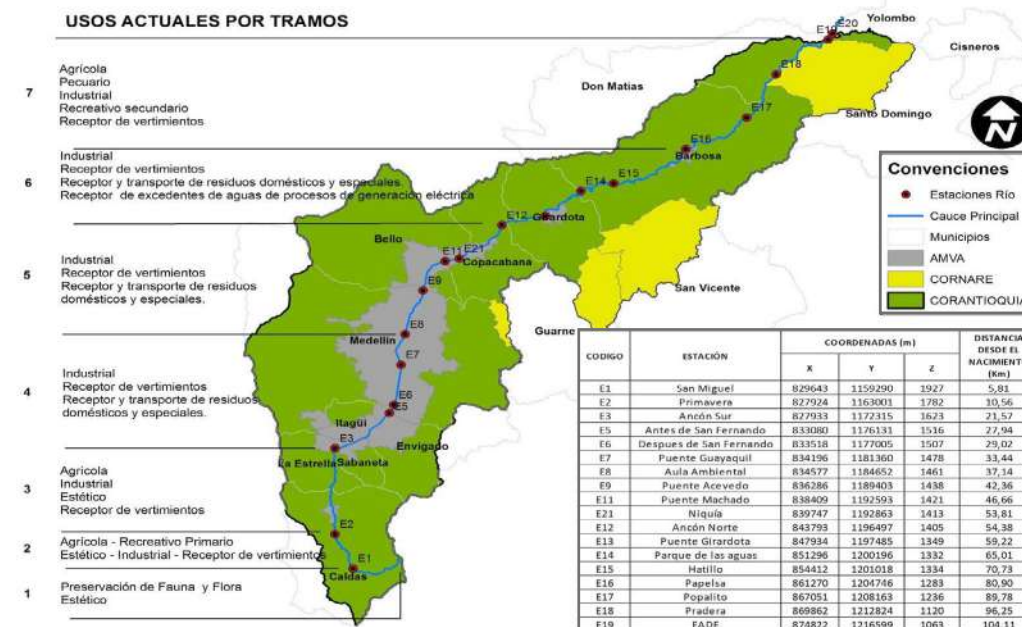 USOS ACTUALES POR TRAMOS
7
Agrícola
Pecuario
Industrial
Recreativo secundario
Receptor de vertimientos
6
Industrial
Receptor de vertimientos
Receptor y transporte de residuos domésticos y especiales.
Receptor de excedentes de aguas de procesos de generación eléctrica
5
Industrial
Receptor de vertimientos
Receptor y transporte de residuos
domésticos y especiales.
4
Industrial
Receptor de vertimientos
Receptor y transporte de residuos
domésticos y especiales.
3
Agrícola
Industrial
Estético
Receptor de vertimientos
2
Agrícola - Recreativo Primario
Estético - Industrial - Receptor de vertimientos
1
Preservación de Fauna y Flora
Estético
E19
E20
Yolombo
Cisneros
Don Matias
E18
E17
Santo Domingo
E16
Barbosa
E14
E15
Girardota
E12
Bello
E11
E21
Copacabana
E9
San Vicente
E8
Guarne
Medellín
E7
E6
E5
Itagüí
E3
Envigado
La Estrella
Sabaneta
E2
E1
Caldas
N
Convenciones
Estaciones Río
Cauce Principal
Municipios
AMVA
CORNARE
CORANTIOQUIA
CODIGO ESTACIÓN COORDENADAS (m) DISTANCIA
DESDE EL
NACIMIENTO
(Km)
X Y Z
E1 San Miguel 829643 1159290 1927 5,81
E2 Primavera 827924 1163001 1782 10,56
E3 Ancón Sur 827933 1172315 1623 21,57
E5 Antes de San Fernando 833080 1176131 1516 27,94
E6 Despues de San Fernando 833518 1177005 1507 29,02
E7 Puente Guayaquil 834196 1181360 1478 33,44
E8 Aula Ambiental 834577 1184652 1461 37,14
E9 Puente Acevedo 836286 1189403 1438 42,36
E11 Puente Machado 838409 1192593 1421 46,66
E21 Niquía 839747 1192863 1413 53,81
E12 Ancón Norte 843793 1196497 1405 54,38
E13 Puente Girardota 847934 1197485 1349 59,22
E14 Parque de las aguas 851296 1200196 1332 65,01
E15 Hatillo 854412 1201018 1334 70,73
E16 Papelsa 861270 1204746 1283 80,90
E17 Popalito 867051 1208163 1236 89,78
E18 Pradera 869862 1212824 1120 96,25
E19 EADE 874822 1216599 1063 104,11